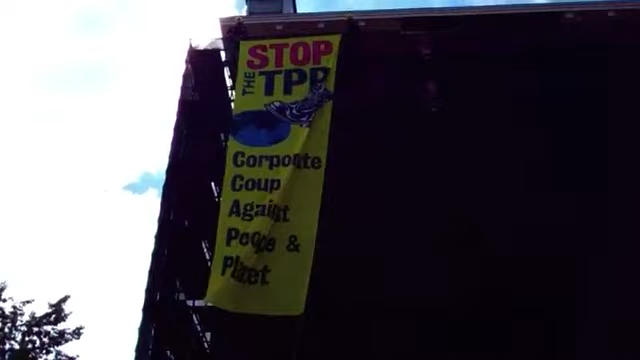 STOP
THE TPP
Corporate
Coup
Against
People &
Planet